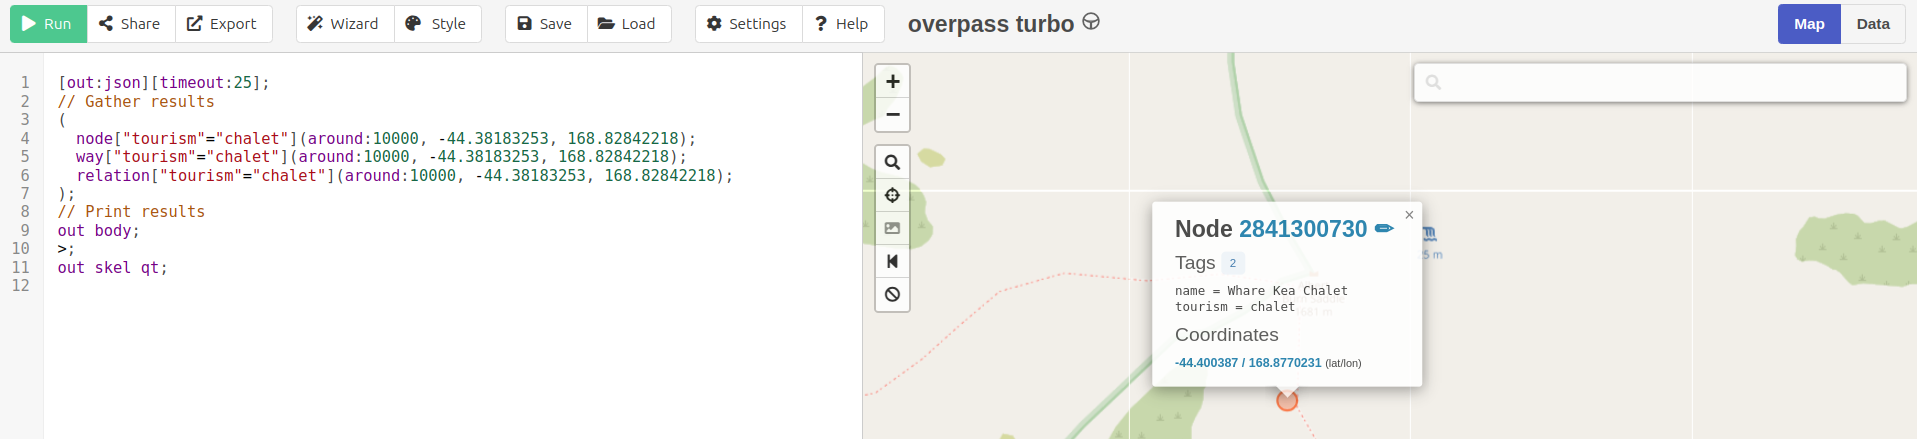 Run Share Export Wizard Style Save Load Settings Help overpass turbo Map Data
1 [out:json][timeout:25];
2 // Gather results
3 (
4 node["tourism"="chalet"](around:10000, -44.38183253, 168.82842218);
5 way["tourism"="chalet"](around:10000, -44.38183253, 168.82842218);
6 relation["tourism"="chalet"](around:10000, -44.38183253, 168.82842218);
7 );
8 // Print results
9 out body;
10 >;
11 out skel qt;
12
+
−
×
Node 2841300730
Tags 2
name = Whare Kea Chalet
tourism = chalet
Coordinates
-44.400387 / 168.8770231 (lat/lon)
5 m